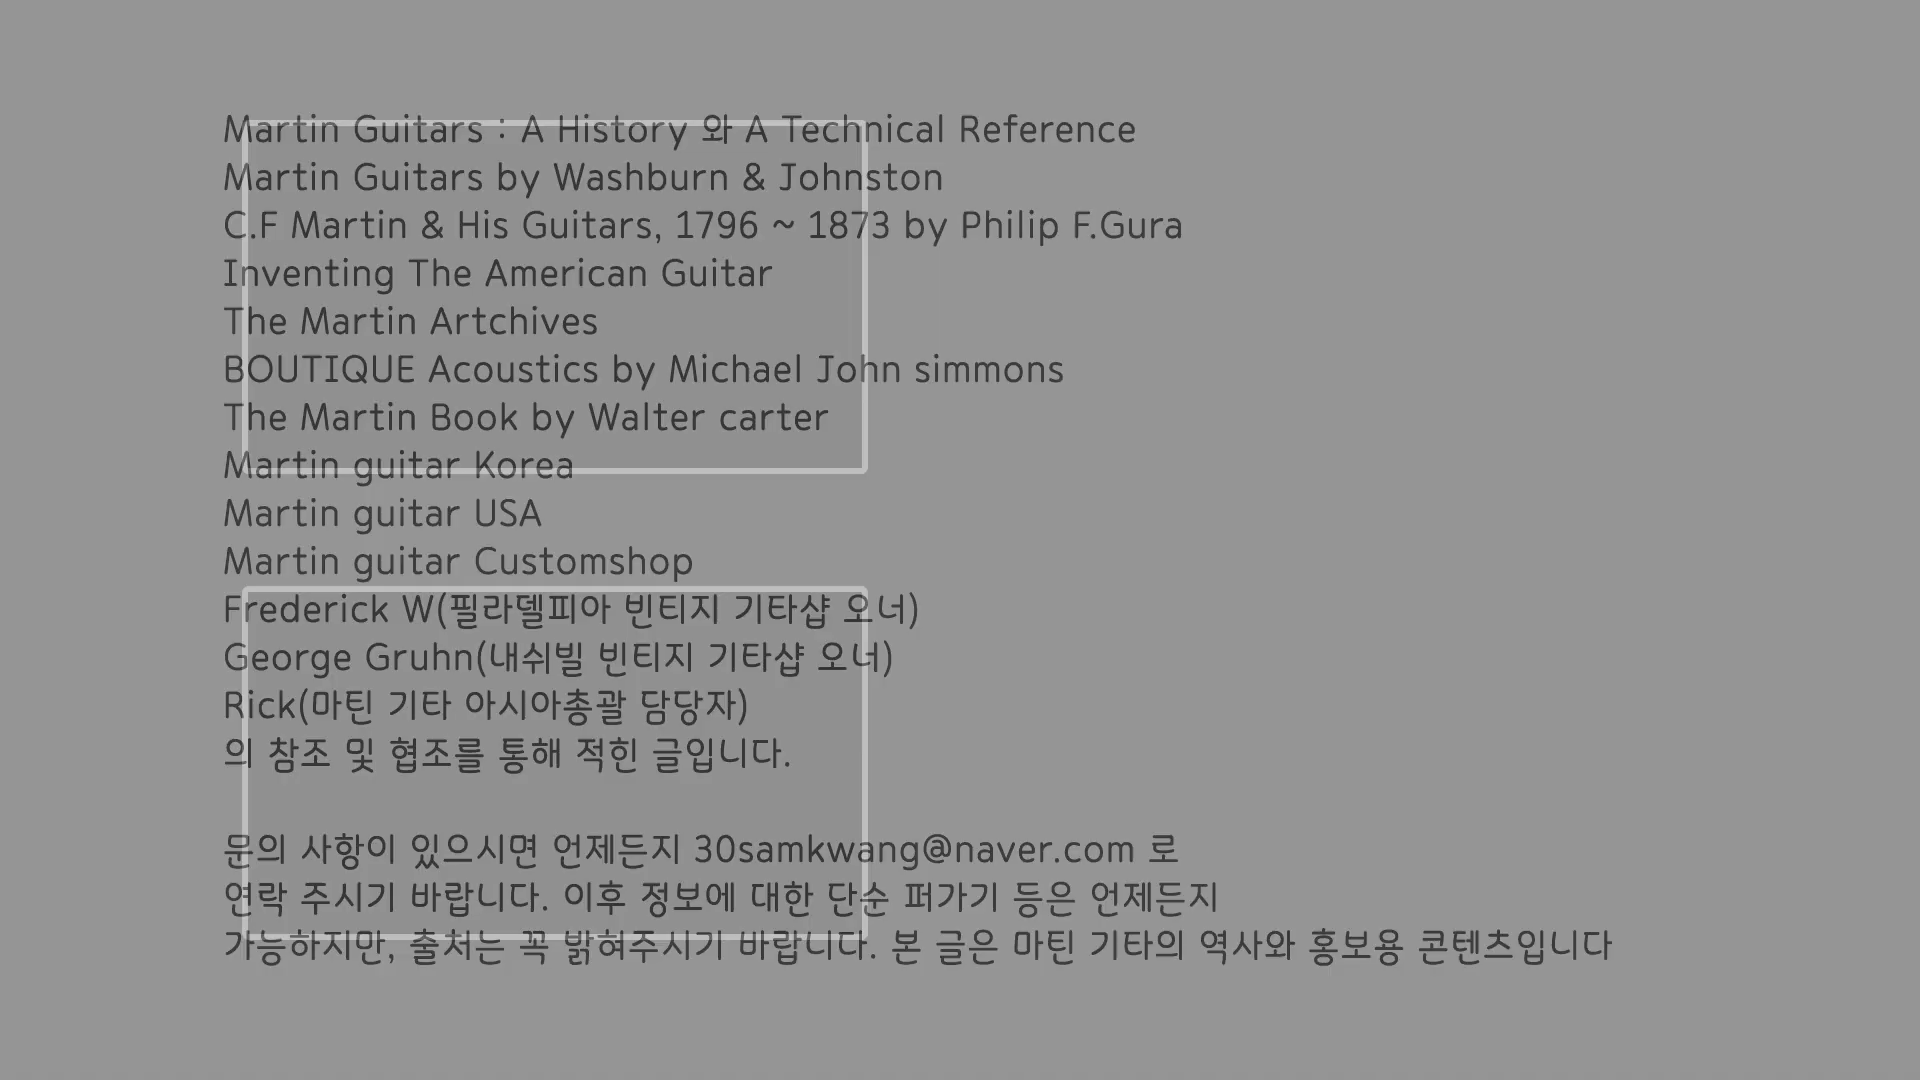 Martin Guitars : A History 와 A Technical Reference
Martin Guitars by Washburn & Johnston
C.F Martin & His Guitars, 1796 ~ 1873 by Philip F.Gura
Inventing The American Guitar
The Martin Artchives
BOUTIQUE Acoustics by Michael John simmons
The Martin Book by Walter carter
Martin guitar Korea
Martin guitar USA
Martin guitar Customshop
Frederick W(필라델피아 빈티지 기타샵 오너)
George Gruhn(내쉬빌 빈티지 기타샵 오너)
Rick(마틴 기타 아시아총괄 담당자)
의 참조 및 협조를 통해 적힌 글입니다.
문의 사항이 있으시면 언제든지 30samkwang@naver.com 로
연락 주시기 바랍니다. 이후 정보에 대한 단순 퍼가기 등은 언제든지
가능하지만, 출처는 꼭 밝혀주시기 바랍니다. 본 글은 마틴 기타의 역사와 홍보용 콘텐츠입니다